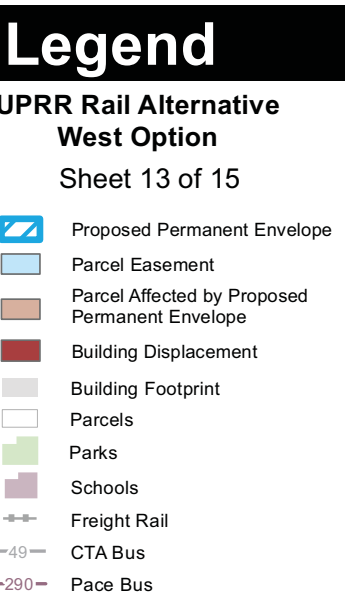 Legend
UPRR Rail Alternative
West Option
Sheet 13 of 15
Proposed Permanent Envelope
Parcel Easement
Parcel Affected by Proposed
Permanent Envelope
Building Displacement
Building Footprint
Parcels
Parks
Schools
Freight Rail
49 CTA Bus
290 Pace Bus